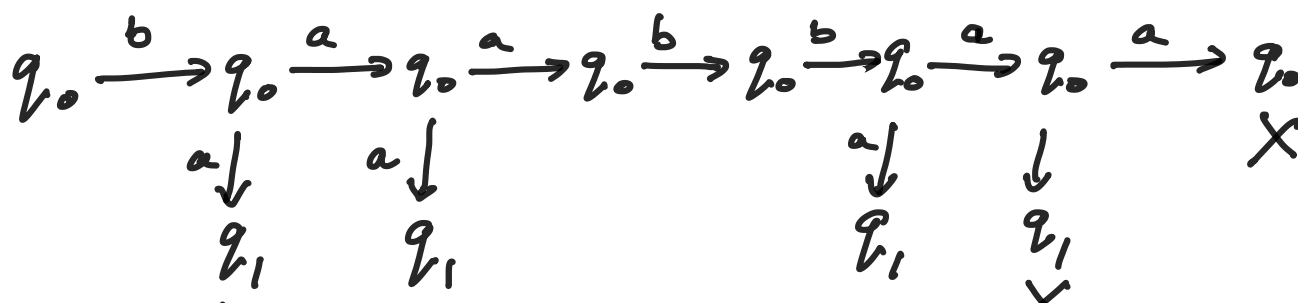 b a a b b a a
q₀ → q₀ → q₀ → q₀ → q₀ → q₀ → q₀ → q₀
a ↓ a ↓ a ↓ ↓ X
q₁ q₁ q₁ q₁